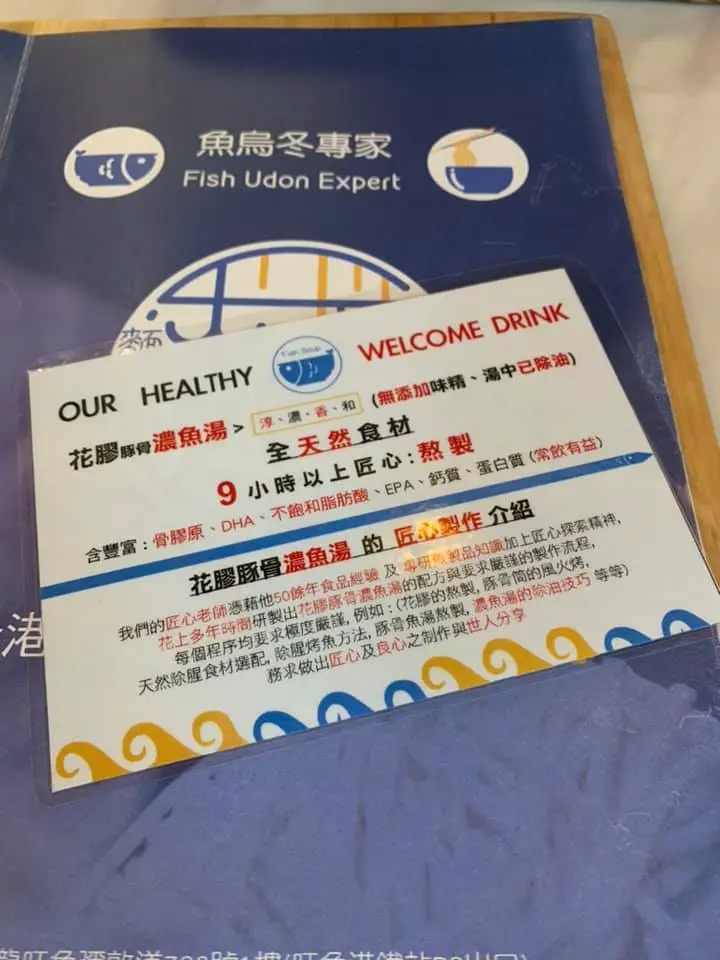 魚烏冬專家
Fish Udon Expert
麵
OUR HEALTHY
Fish Soup
WELCOME DRINK
花膠豚骨濃魚湯 > 淳、濃、香、和 (無添加味精、湯中已除油)
全天然食材
9小時以上匠心:熬製
含豐富:骨膠原、DHA、不飽和脂肪酸、EPA、鈣質、蛋白質(常飲有益)
花膠豚骨濃魚湯 的 匠心製作 介紹
我們的匠心老師憑藉他50餘年食品經驗 及 專研魚製品知識加上匠心探索精神,
花上多年時間研製出花膠豚骨濃魚湯的配方與要求嚴謹的製作流程,
每個程序均要求極度嚴謹, 例如:(花膠的熬製, 豚骨筒的風火烤,
天然除腥食材選配, 除腥烤魚方法, 豚骨魚湯熬製, 濃魚湯的除油技巧 等等)
務求做出匠心及良心之制作與世人分享
港